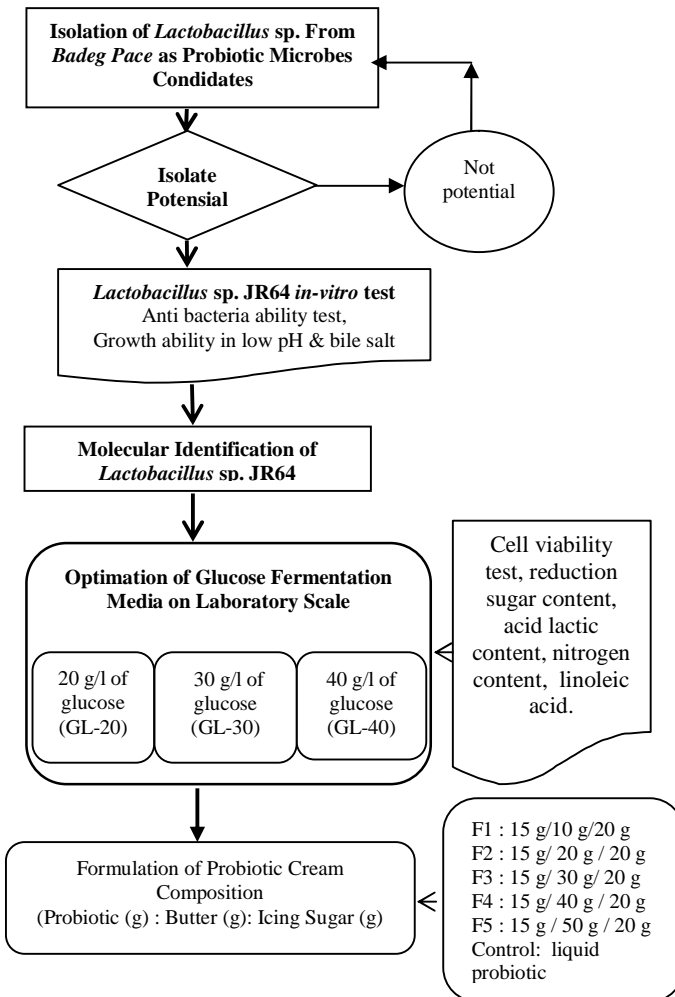 Isolation of Lactobacillus sp. From
Badeg Pace as Probiotic Microbes
Candidates
Isolate
Potensial
Not
potential
Lactobacillus sp. JR64 in-vitro test
Anti bacteria ability test,
Growth ability in low pH & bile salt
Molecular Identification of
Lactobacillus sp. JR64
Optimation of Glucose Fermentation
Media on Laboratory Scale
20 g/l of
glucose
(GL-20)
30 g/l of
glucose
(GL-30)
40 g/l of
glucose
(GL-40)
Cell viability
test, reduction
sugar content,
acid lactic
content, nitrogen
content, linoleic
acid.
Formulation of Probiotic Cream
Composition
(Probiotic (g) : Butter (g): Icing Sugar (g)
F1 : 15 g/10 g/20 g
F2 : 15 g/ 20 g / 20 g
F3 : 15 g/ 30 g/ 20 g
F4 : 15 g/ 40 g / 20 g
F5 : 15 g / 50 g / 20 g
Control: liquid
probiotic